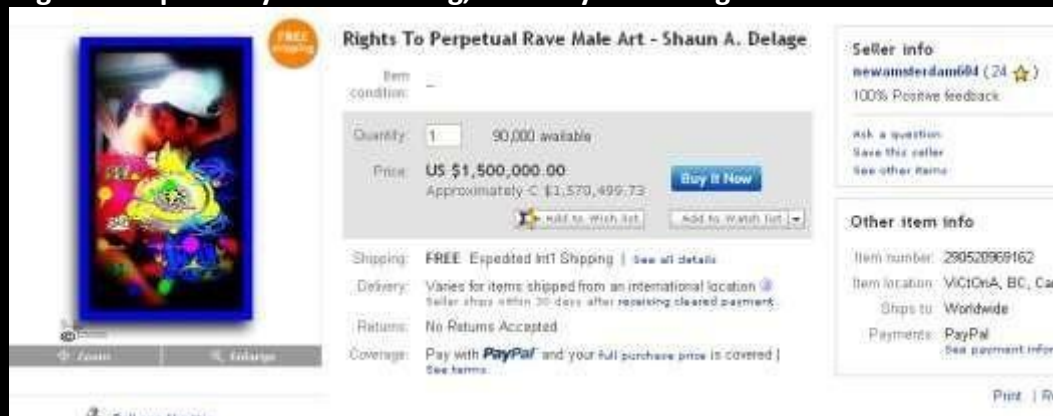 FREE shipping
Rights To Perpetual Rave Male Art - Shaun A. Delage
Item condition: --
Quantity: 1 90,000 available
Price: US $1,500,000.00
Approximately C $1,570,499.73
Buy It Now
Add to Wish list
Add to Watch list
Shipping: FREE Expedited Int'l Shipping | See all details
Delivery: Varies for items shipped from an international location
Seller ships within 30 days after receiving cleared payment
Returns: No Returns Accepted
Coverage: Pay with PayPal and your full purchase price is covered |
See terms
Zoom
Enlarge
Seller info
newamsterdam604 (24 )
100% Positive feedback
Ask a question
Save this seller
See other items
Other item info
Item number: 290520969162
Item location: ViCtOriA, BC,
Ships to: Worldwide
Payments: PayPal
See payment
Print |